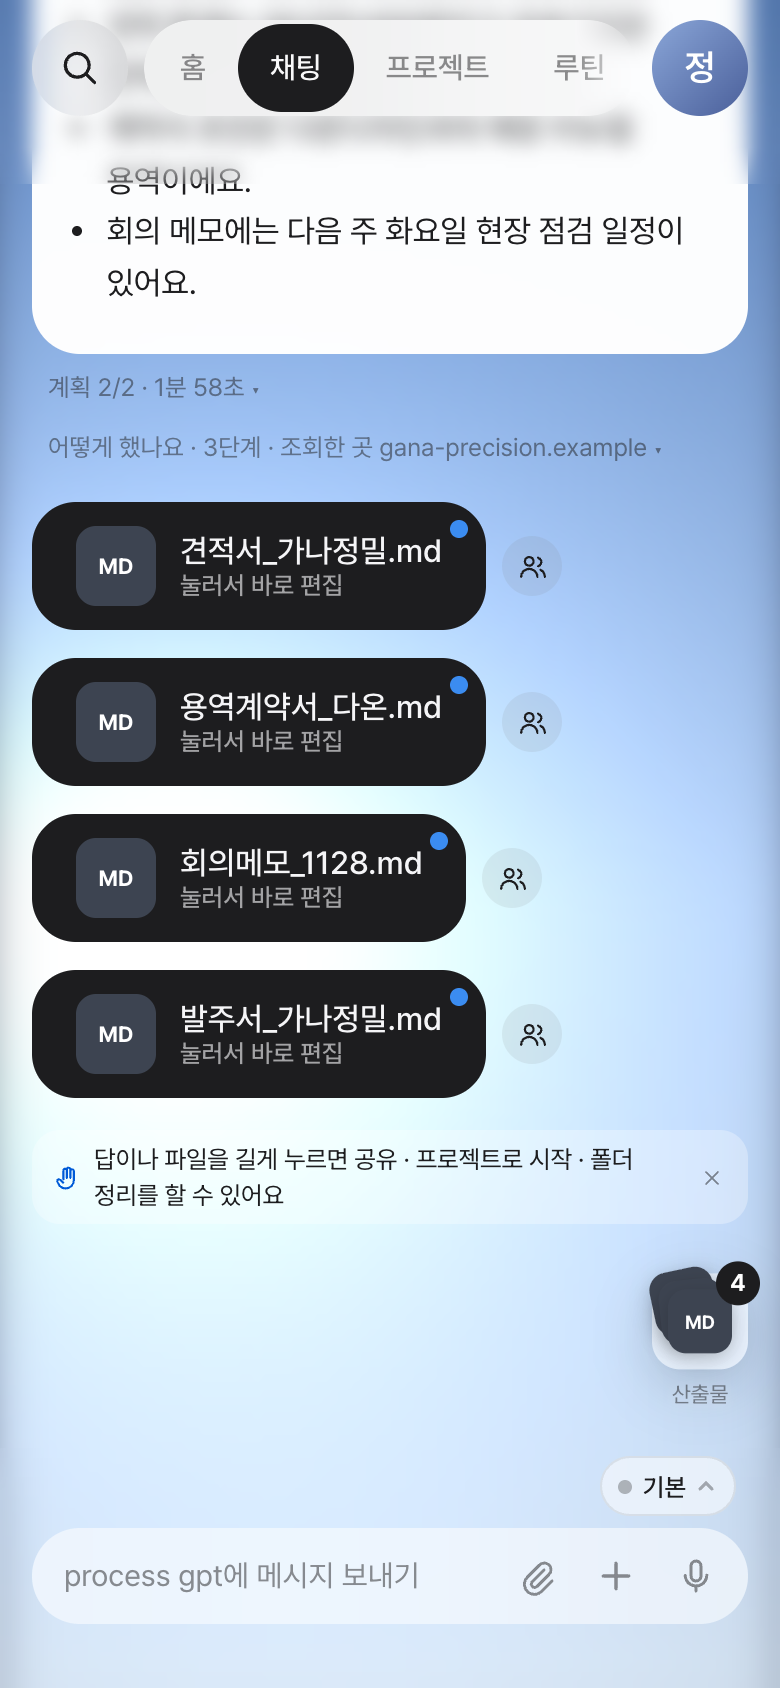 홈
채팅
프로젝트
루틴
정
용역이에요.
• 회의 메모에는 다음 주 화요일 현장 점검 일정이
있어요.
계획 2/2 · 1분 58초 ▾
어떻게 했나요 · 3단계 · 조회한 곳 gana-precision.example ▾
MD
견적서_가나정밀.md
눌러서 바로 편집
MD
용역계약서_다온.md
눌러서 바로 편집
MD
회의메모_1128.md
눌러서 바로 편집
MD
발주서_가나정밀.md
눌러서 바로 편집
답이나 파일을 길게 누르면 공유 · 프로젝트로 시작 · 폴더
정리를 할 수 있어요
4
MD
산출물
기본
process gpt에 메시지 보내기